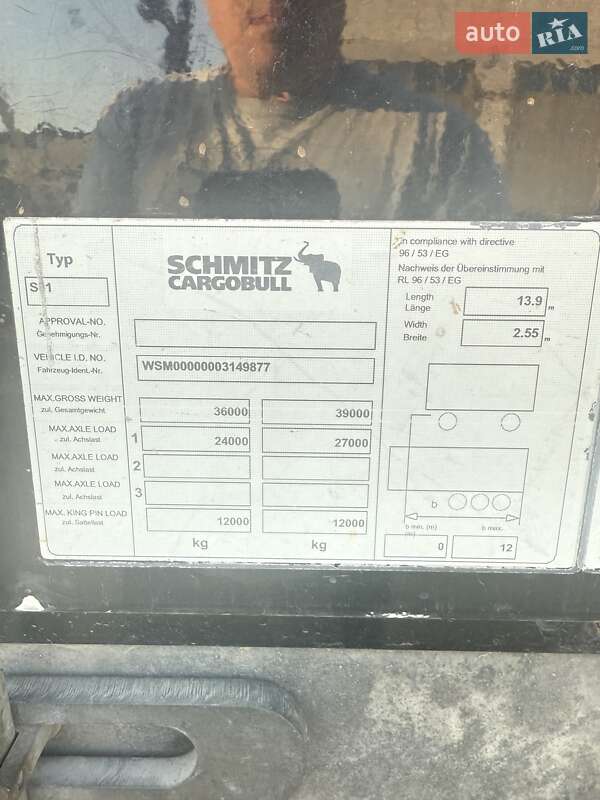 auto RIA.com
Typ
S01
SCHMITZ
CARGOBULL
In compliance with directive
96 / 53 / EG
Nachweis der Übereinstimmung mit
RL 96 / 53 / EG
Length
Länge
13.9 m
Width
Breite
2.55 m
APPROVAL-NO.
Genehmigungs-Nr.
VEHICLE I.D. NO.
Fahrzeug-Ident.-Nr.
WSM00000003149877
MAX.GROSS WEIGHT
zul. Gesamtgewicht
36000 39000
MAX.AXLE LOAD
zul. Achslast
1 24000 27000
MAX.AXLE LOAD
zul. Achslast
2
MAX.AXLE LOAD
zul. Achslast
3
MAX. KING PIN LOAD
zul. Sattellast
12000 12000
kg kg
b
b min. (m) b max.
(m)
0 12